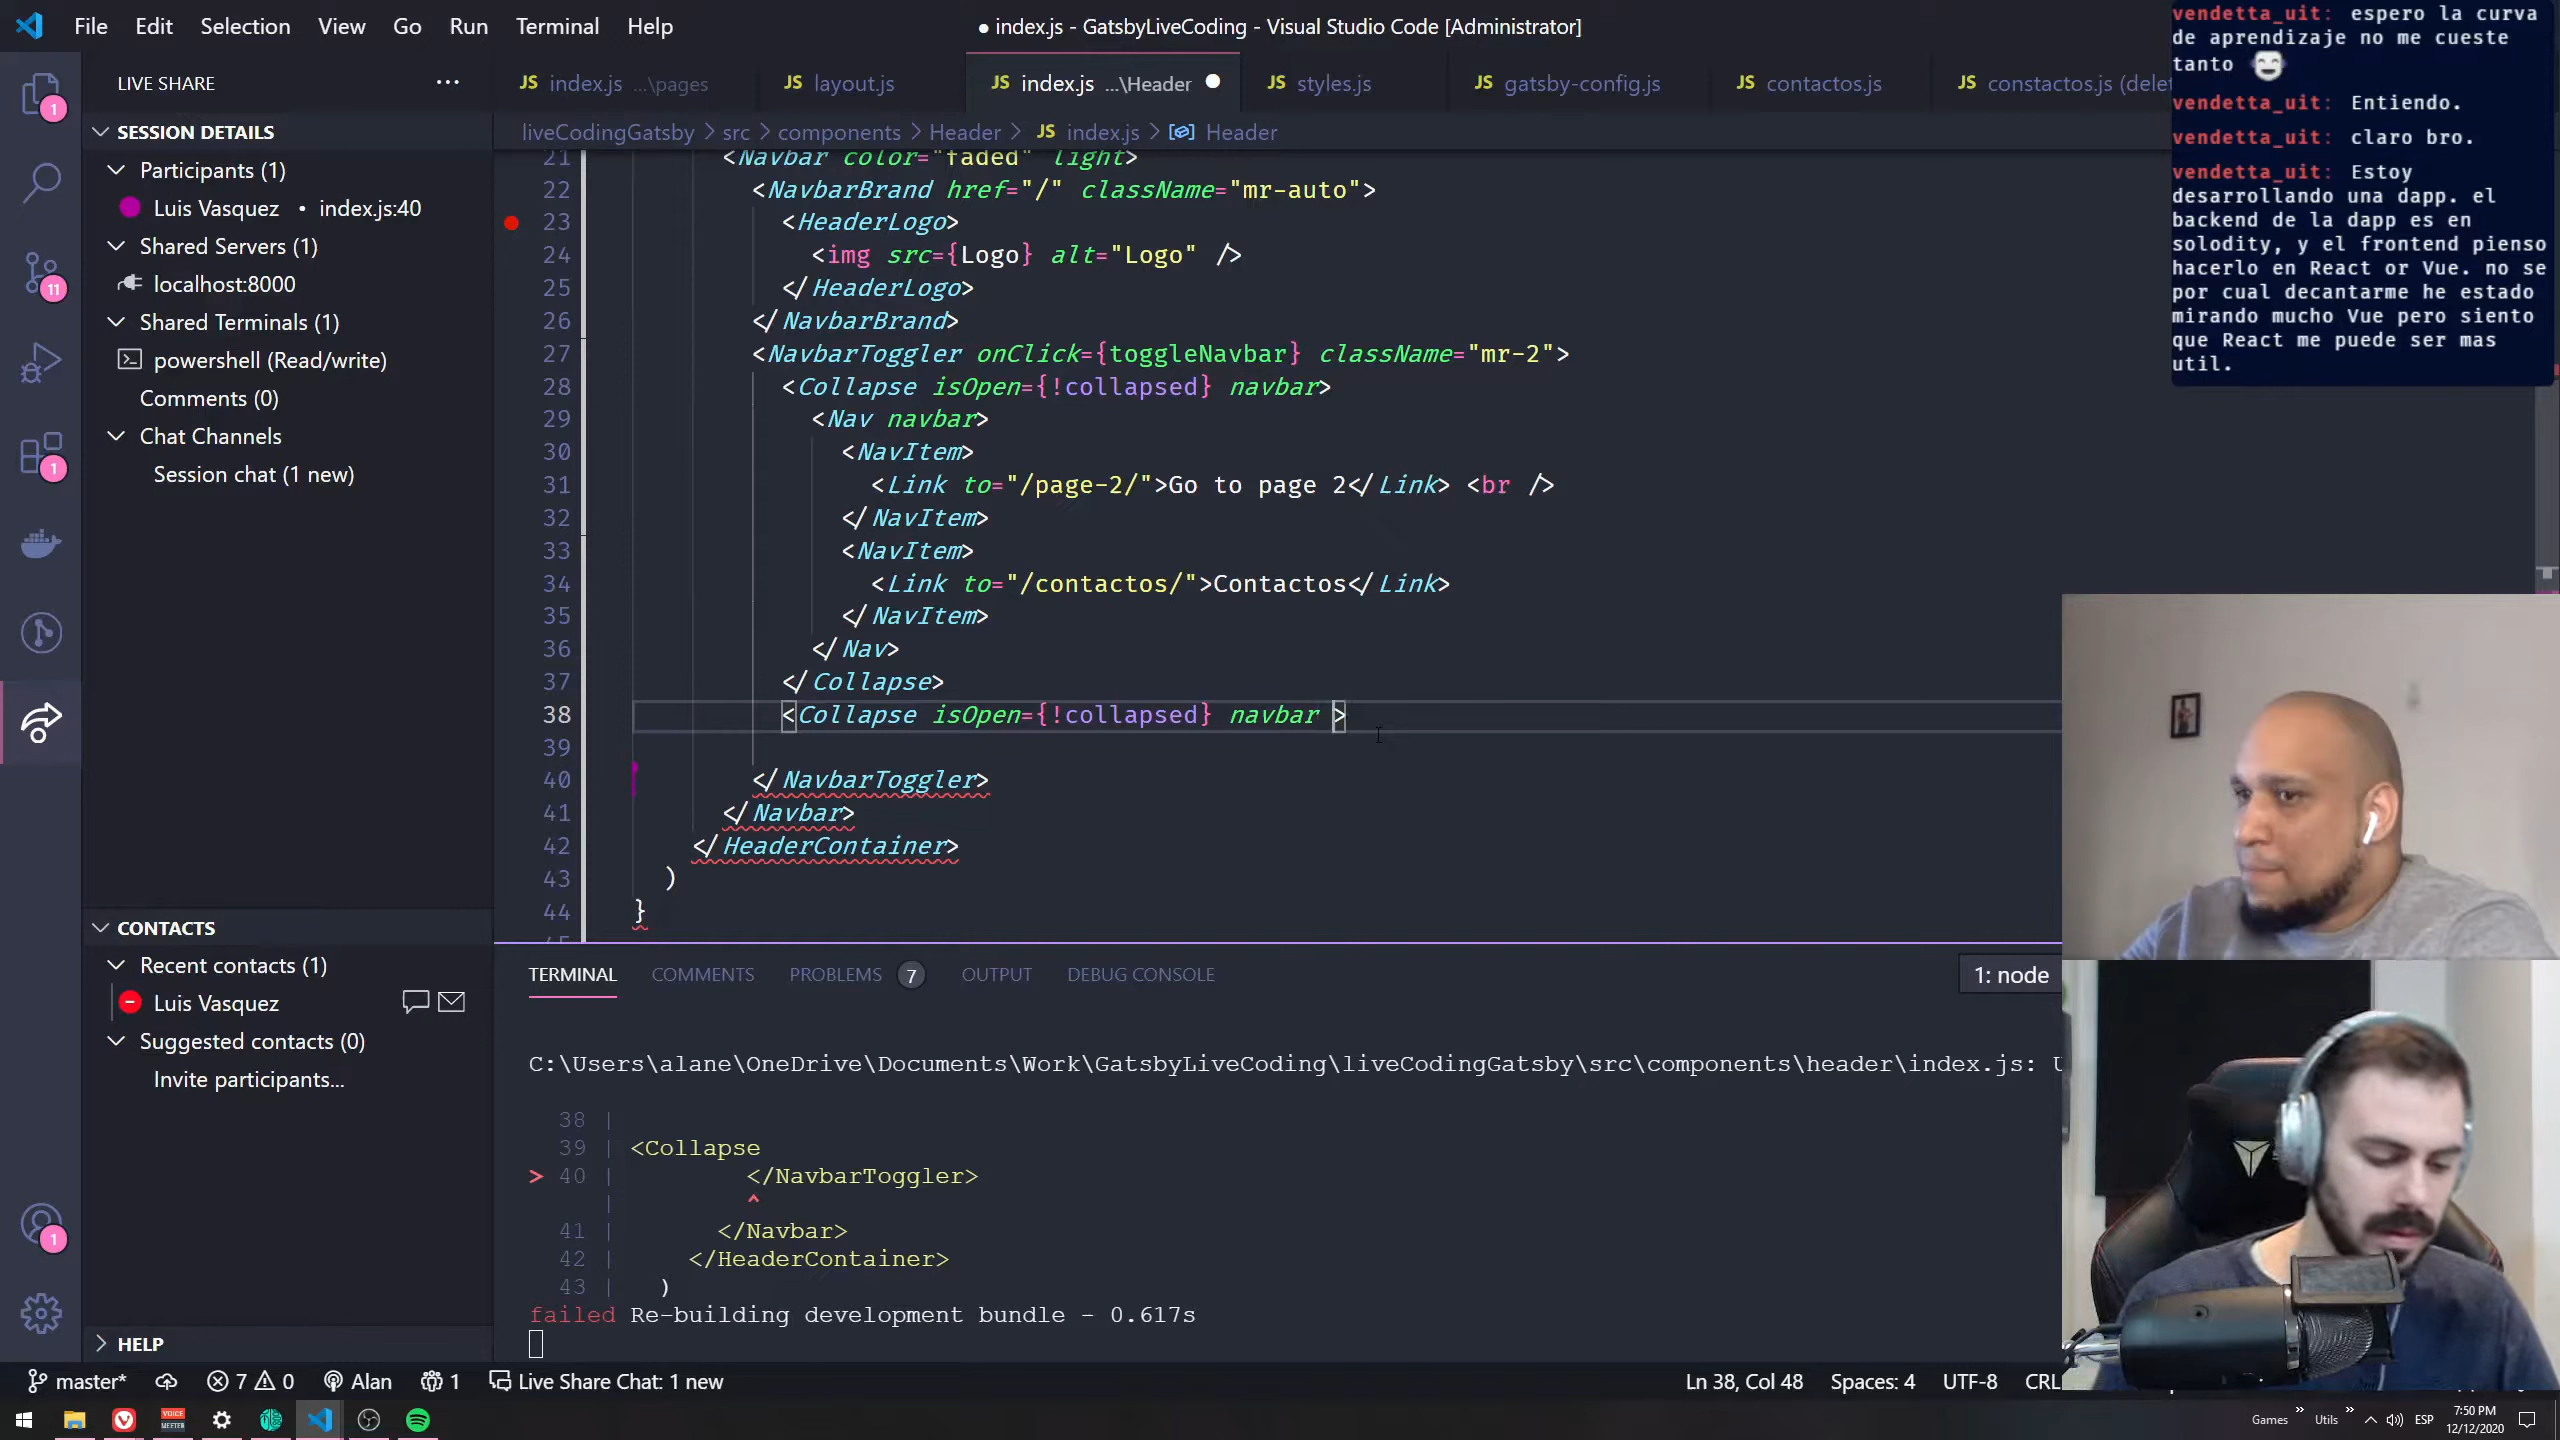 File Edit Selection View Go Run Terminal Help
● index.js - GatsbyLiveCoding - Visual Studio Code [Administrator]
LIVE SHARE ···
JS index.js ...\pages JS layout.js JS index.js ...\Header ● JS styles.js JS gatsby-config.js JS contactos.js JS constactos.js (delet
SESSION DETAILS
Participants (1)
Luis Vasquez • index.js:40
Shared Servers (1)
localhost:8000
Shared Terminals (1)
powershell (Read/write)
Comments (0)
Chat Channels
Session chat (1 new)
CONTACTS
Recent contacts (1)
Luis Vasquez
Suggested contacts (0)
Invite participants...
HELP
1
11
1
1
liveCodingGatsby > src > components > Header > JS index.js > Header
21 <Navbar color="faded" light>
22 <NavbarBrand href="/" className="mr-auto">
23 <HeaderLogo>
24 <img src={Logo} alt="Logo" />
25 </HeaderLogo>
26 </NavbarBrand>
27 <NavbarToggler onClick={toggleNavbar} className="mr-2">
28 <Collapse isOpen={!collapsed} navbar>
29 <Nav navbar>
30 <NavItem>
31 <Link to="/page-2/">Go to page 2</Link> <br />
32 </NavItem>
33 <NavItem>
34 <Link to="/contactos/">Contactos</Link>
35 </NavItem>
36 </Nav>
37 </Collapse>
38 <Collapse isOpen={!collapsed} navbar >
39
40 </NavbarToggler>
41 </Navbar>
42 </HeaderContainer>
43 )
44 }
vendetta_uit: espero la curva
de aprendizaje no me cueste
tanto
vendetta_uit: Entiendo.
vendetta_uit: claro bro.
vendetta_uit: Estoy
desarrollando una dapp. el
backend de la dapp es en
solodity, y el frontend pienso
hacerlo en React or Vue. no se
por cual decantarme he estado
mirando mucho Vue pero siento
que React me puede ser mas
util.
TERMINAL COMMENTS PROBLEMS 7 OUTPUT DEBUG CONSOLE 1: node
C:\Users\alane\OneDrive\Documents\Work\GatsbyLiveCoding\liveCodingGatsby\src\components\header\index.js:
38 |
39 | <Collapse
> 40 | </NavbarToggler>
| ^
41 | </Navbar>
42 | </HeaderContainer>
43 | )
failed Re-building development bundle - 0.617s
master* 7 0 Alan 1 Live Share Chat: 1 new Ln 38, Col 48 Spaces: 4 UTF-8 CRL
VOICE
MEETER
Games » Utils » ESP 7:50 PM
12/12/2020